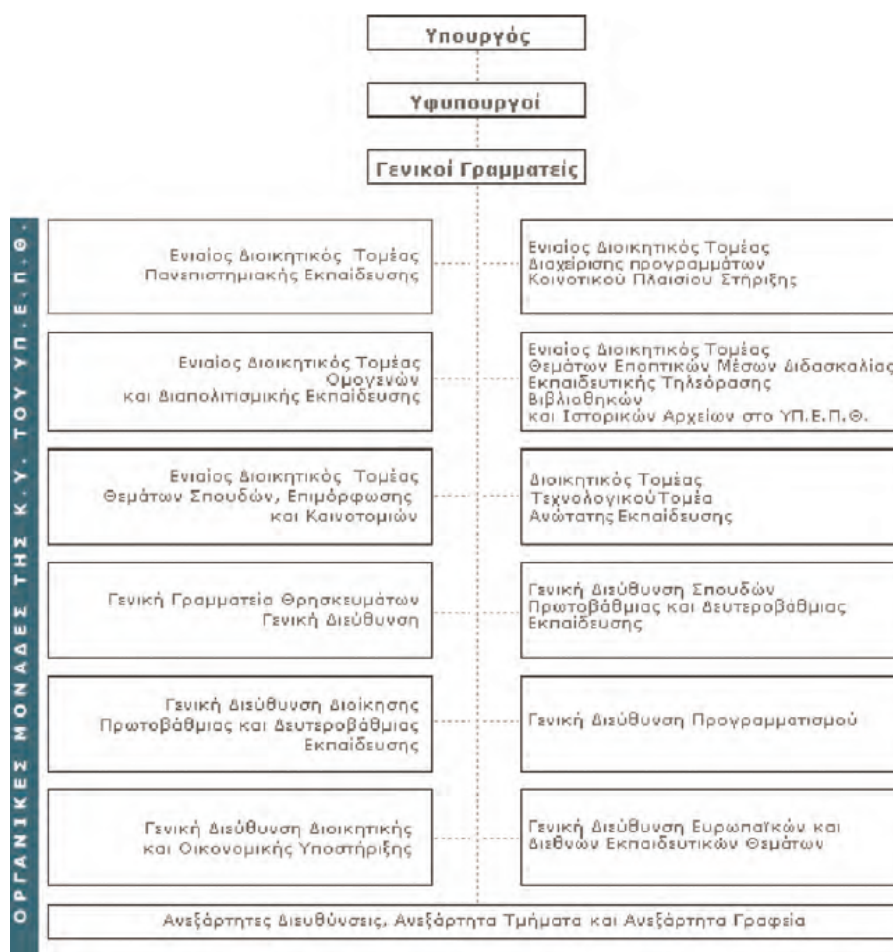 Υπουργός
Υφυπουργοί
Γενικοί Γραμματείς
ΟΡΓΑΝΙΚΕΣ ΜΟΝΑΔΕΣ ΤΗΣ Κ.Υ. ΤΟΥ ΥΠ.Ε.Π.Θ.
Ενιαίος Διοικητικός Τομέας
Πανεπιστημιακής Εκπαίδευσης
Ενιαίος Διοικητικός Τομέας
Διαχείρισης προγραμμάτων
Κοινοτικού Πλαισίου Στήριξης
Ενιαίος Διοικητικός Τομέας
Ομογενών
και Διαπολιτισμικής Εκπαίδευσης
Ενιαίος Διοικητικός Τομέας
Θεμάτων Εποπτικών Μέσων Διδασκαλίας
Εκπαιδευτικής Τηλεόρασης
Βιβλιοθηκών
και Ιστορικών Αρχείων στο ΥΠ.Ε.Π.Θ.
Ενιαίος Διοικητικός Τομέας
Θεμάτων Σπουδών, Επιμόρφωσης
και Καινοτομιών
Διοικητικός Τομέας
Τεχνολογικού Τομέα
Ανώτατης Εκπαίδευσης
Γενική Γραμματεία Θρησκευμάτων
Γενική Διεύθυνση
Γενική Διεύθυνση Σπουδών
Πρωτοβάθμιας και Δευτεροβάθμιας
Εκπαίδευσης
Γενική Διεύθυνση Διοίκησης
Πρωτοβάθμιας και Δευτεροβάθμιας
Εκπαίδευσης
Γενική Διεύθυνση Προγραμματισμού
Γενική Διεύθυνση Διοικητικής
και Οικονομικής Υποστήριξης
Γενική Διεύθυνση Ευρωπαϊκών και
Διεθνών Εκπαιδευτικών Θεμάτων
Ανεξάρτητες Διευθύνσεις, Ανεξάρτητα Τμήματα και Ανεξάρτητα Γραφεία